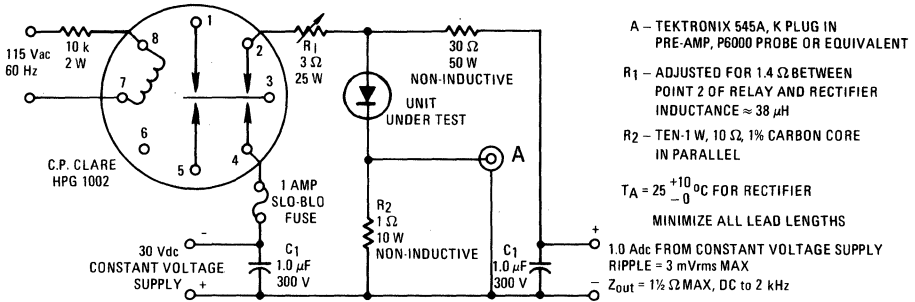 115 Vac
60 Hz
10 k
2 W
8
7
6
5
1
2
3
4
C.P. CLARE
HPG 1002
R1
3 Ω
25 W
30 Ω
50 W
NON-INDUCTIVE
UNIT
UNDER TEST
A
1 AMP
SLO-BLO
FUSE
R2
1 Ω
10 W
NON-INDUCTIVE
−
30 Vdc
CONSTANT VOLTAGE
SUPPLY
+
C1
1.0 μF
300 V
C1
1.0 μF
300 V
A – TEKTRONIX 545A, K PLUG IN
PRE-AMP, P6000 PROBE OR EQUIVALENT
R1 – ADJUSTED FOR 1.4 Ω BETWEEN
POINT 2 OF RELAY AND RECTIFIER
INDUCTANCE ≈ 38 μH
R2 – TEN-1 W, 10 Ω, 1% CARBON CORE
IN PARALLEL
TA = 25 +10 −0 °C FOR RECTIFIER
MINIMIZE ALL LEAD LENGTHS
+
1.0 Adc FROM CONSTANT VOLTAGE SUPPLY
RIPPLE = 3 mVrms MAX
− Zout = 1½ Ω MAX, DC to 2 kHz